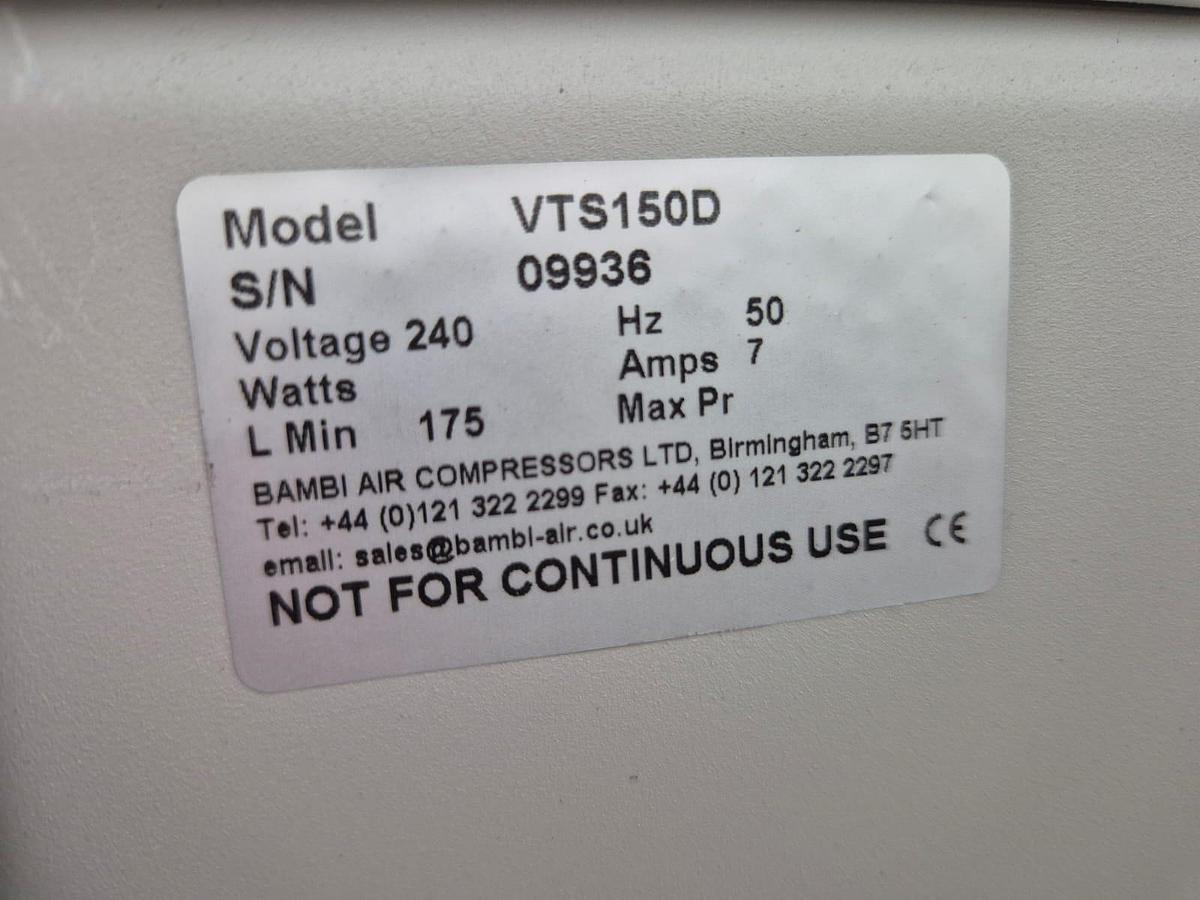 Model VTS150D
S/N 09936
Voltage 240 Hz 50
Watts Amps 7
L Min 175 Max Pr
BAMBI AIR COMPRESSORS LTD, Birmingham, B7 5HT
Tel: +44 (0)121 322 2299 Fax: +44 (0) 121 322 2297
email: sales@bambi-air.co.uk
NOT FOR CONTINUOUS USE CE